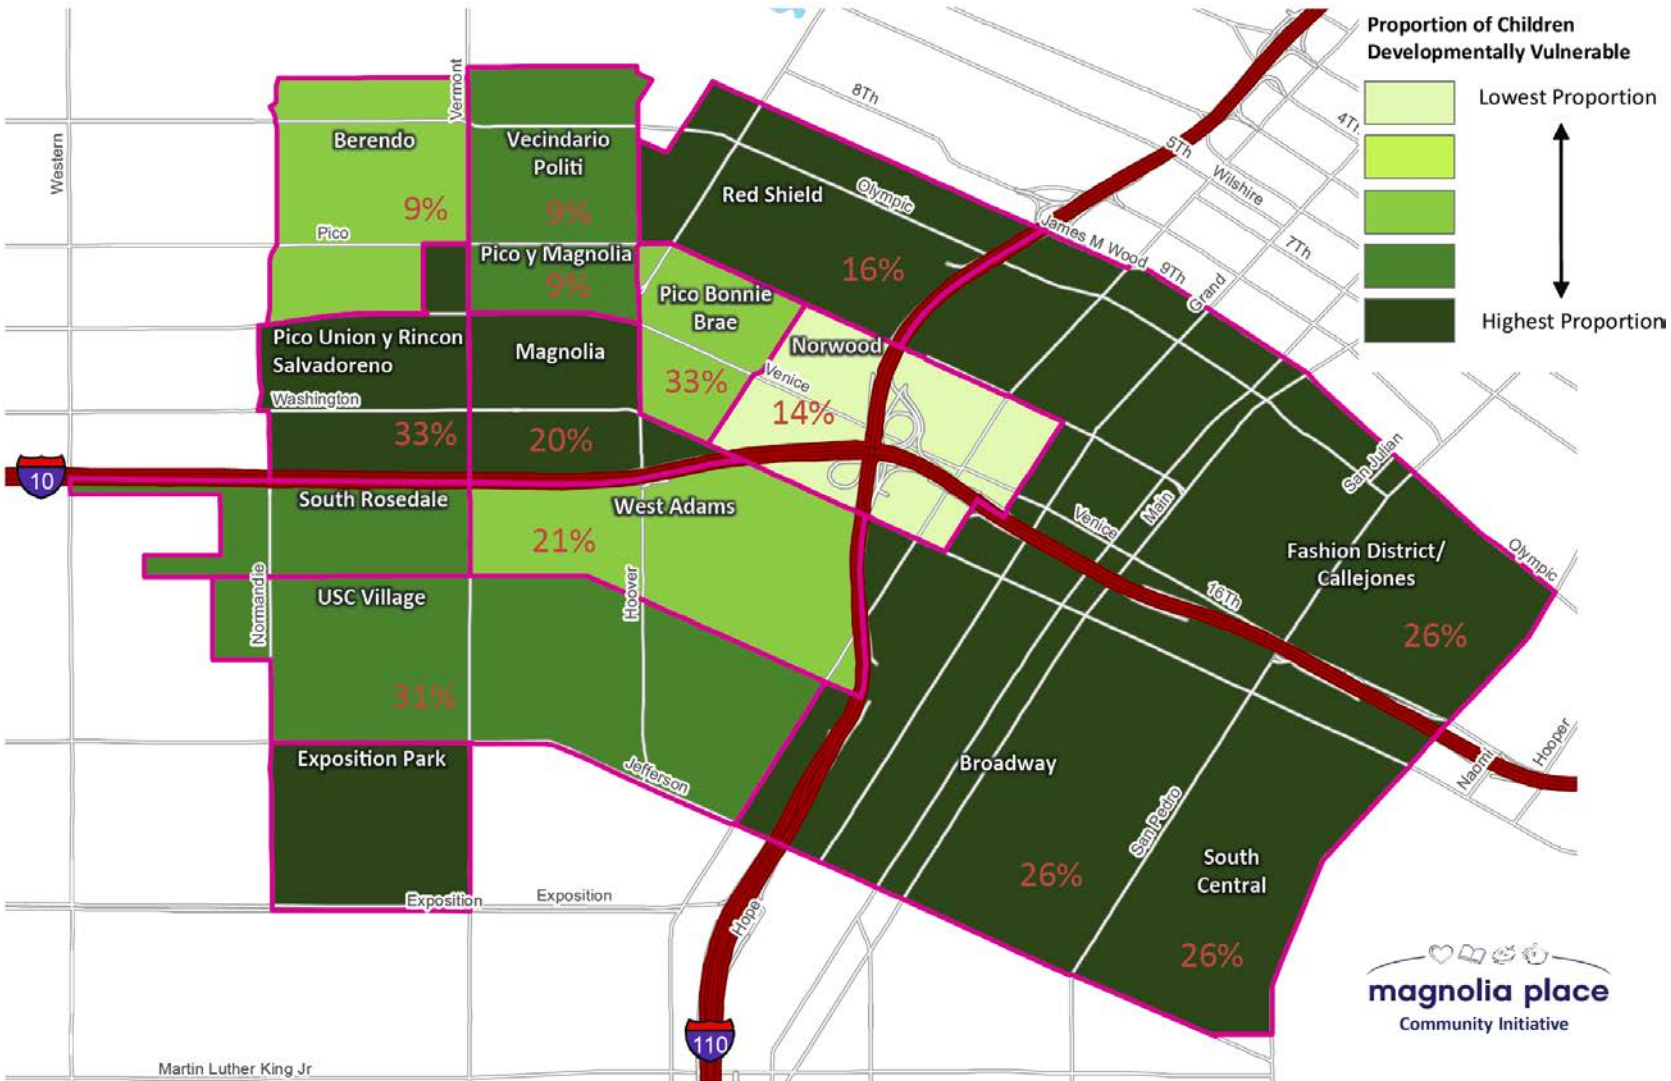 Proportion of Children
Developmentally Vulnerable
Lowest Proportion
Highest Proportion
Western
Vermont
Berendo
9%
Vecindario
Politi
9%
Pico
Pico y Magnolia
9%
Red Shield
16%
8Th
Olympic
4Th
5Th
Wilshire
7Th
James M Wood
9Th
Grand
Pico Bonnie
Brae
33%
Norwood
Venice
14%
Pico Union y Rincon
Salvadoreno
Washington
33%
Magnolia
20%
10
South Rosedale
West Adams
21%
San Julian
Main
Venice
16Th
Olympic
Fashion District/
Callejones
26%
Normandie
USC Village
Hoover
31%
Exposition Park
Jefferson
Broadway
26%
San Pedro
South
Central
26%
Naomi
Hooper
Exposition
Exposition
Hope
110
Martin Luther King Jr
magnolia place
Community Initiative